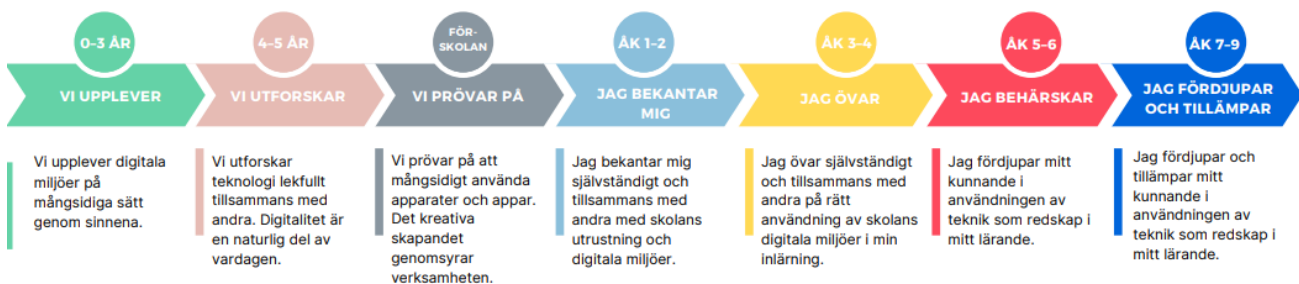 0–3 ÅR
VI UPPLEVER
Vi upplever digitala
miljöer på
mångsidiga sätt
genom sinnena.
4–5 ÅR
VI UTFORSKAR
Vi utforskar
teknologi lekfullt
tillsammans med
andra. Digitalitet är
en naturlig del av
vardagen.
FÖR-
SKOLAN
VI PRÖVAR PÅ
Vi prövar på att
mångsidigt använda
apparater och appar.
Det kreativa
skapandet
genomsyrar
verksamheten.
ÅK 1–2
JAG BEKANTAR
MIG
Jag bekantar mig
självständigt och
tillsammans med
andra med skolans
utrustning och
digitala miljöer.
ÅK 3–4
JAG ÖVAR
Jag övar självständigt
och tillsammans med
andra på rätt
användning av skolans
digitala miljöer i min
inlärning.
ÅK 5–6
JAG BEHÄRSKAR
Jag fördjupar mitt
kunnande i
användningen av
teknik som redskap i
mitt lärande.
ÅK 7–9
JAG FÖRDJUPAR
OCH TILLÄMPAR
Jag fördjupar och
tillämpar mitt
kunnande i
användningen av
teknik som redskap i
mitt lärande.